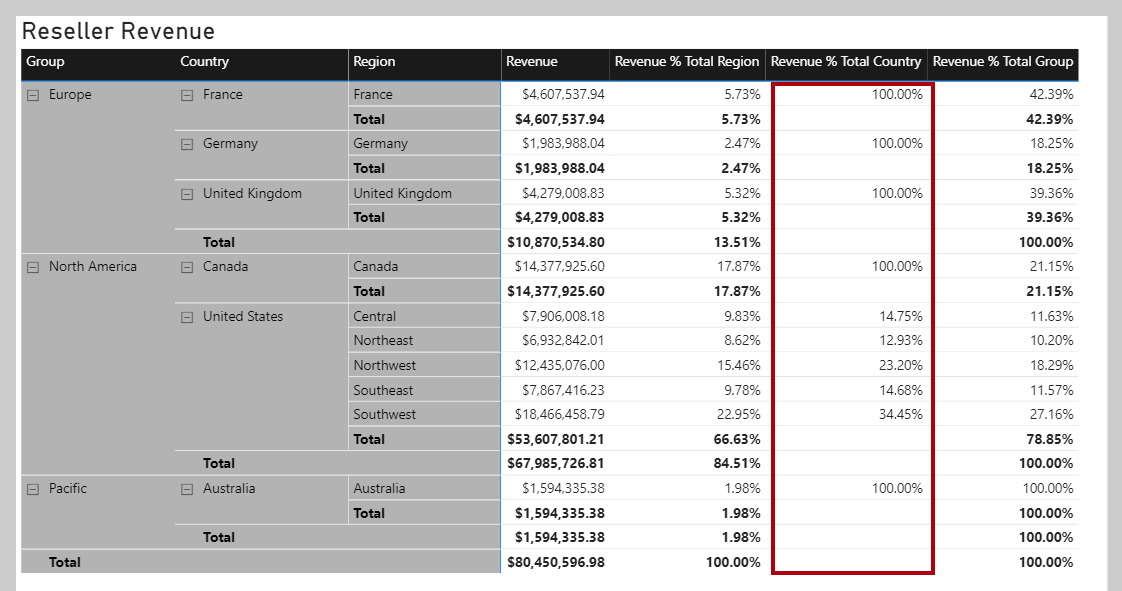 Reseller Revenue
Group Country Region Revenue Revenue % Total Region Revenue % Total Country Revenue % Total Group
Europe France France $4,607,537.94 5.73% 100.00% 42.39%
Total $4,607,537.94 5.73% 42.39%
Germany Germany $1,983,988.04 2.47% 100.00% 18.25%
Total $1,983,988.04 2.47% 18.25%
United Kingdom United Kingdom $4,279,008.83 5.32% 100.00% 39.36%
Total $4,279,008.83 5.32% 39.36%
Total $10,870,534.80 13.51% 100.00%
North America Canada Canada $14,377,925.60 17.87% 100.00% 21.15%
Total $14,377,925.60 17.87% 21.15%
United States Central $7,906,008.18 9.83% 14.75% 11.63%
Northeast $6,932,842.01 8.62% 12.93% 10.20%
Northwest $12,435,076.00 15.46% 23.20% 18.29%
Southeast $7,867,416.23 9.78% 14.68% 11.57%
Southwest $18,466,458.79 22.95% 34.45% 27.16%
Total $53,607,801.21 66.63% 78.85%
Total $67,985,726.81 84.51% 100.00%
Pacific Australia Australia $1,594,335.38 1.98% 100.00% 100.00%
Total $1,594,335.38 1.98% 100.00%
Total $1,594,335.38 1.98% 100.00%
Total $80,450,596.98 100.00% 100.00%